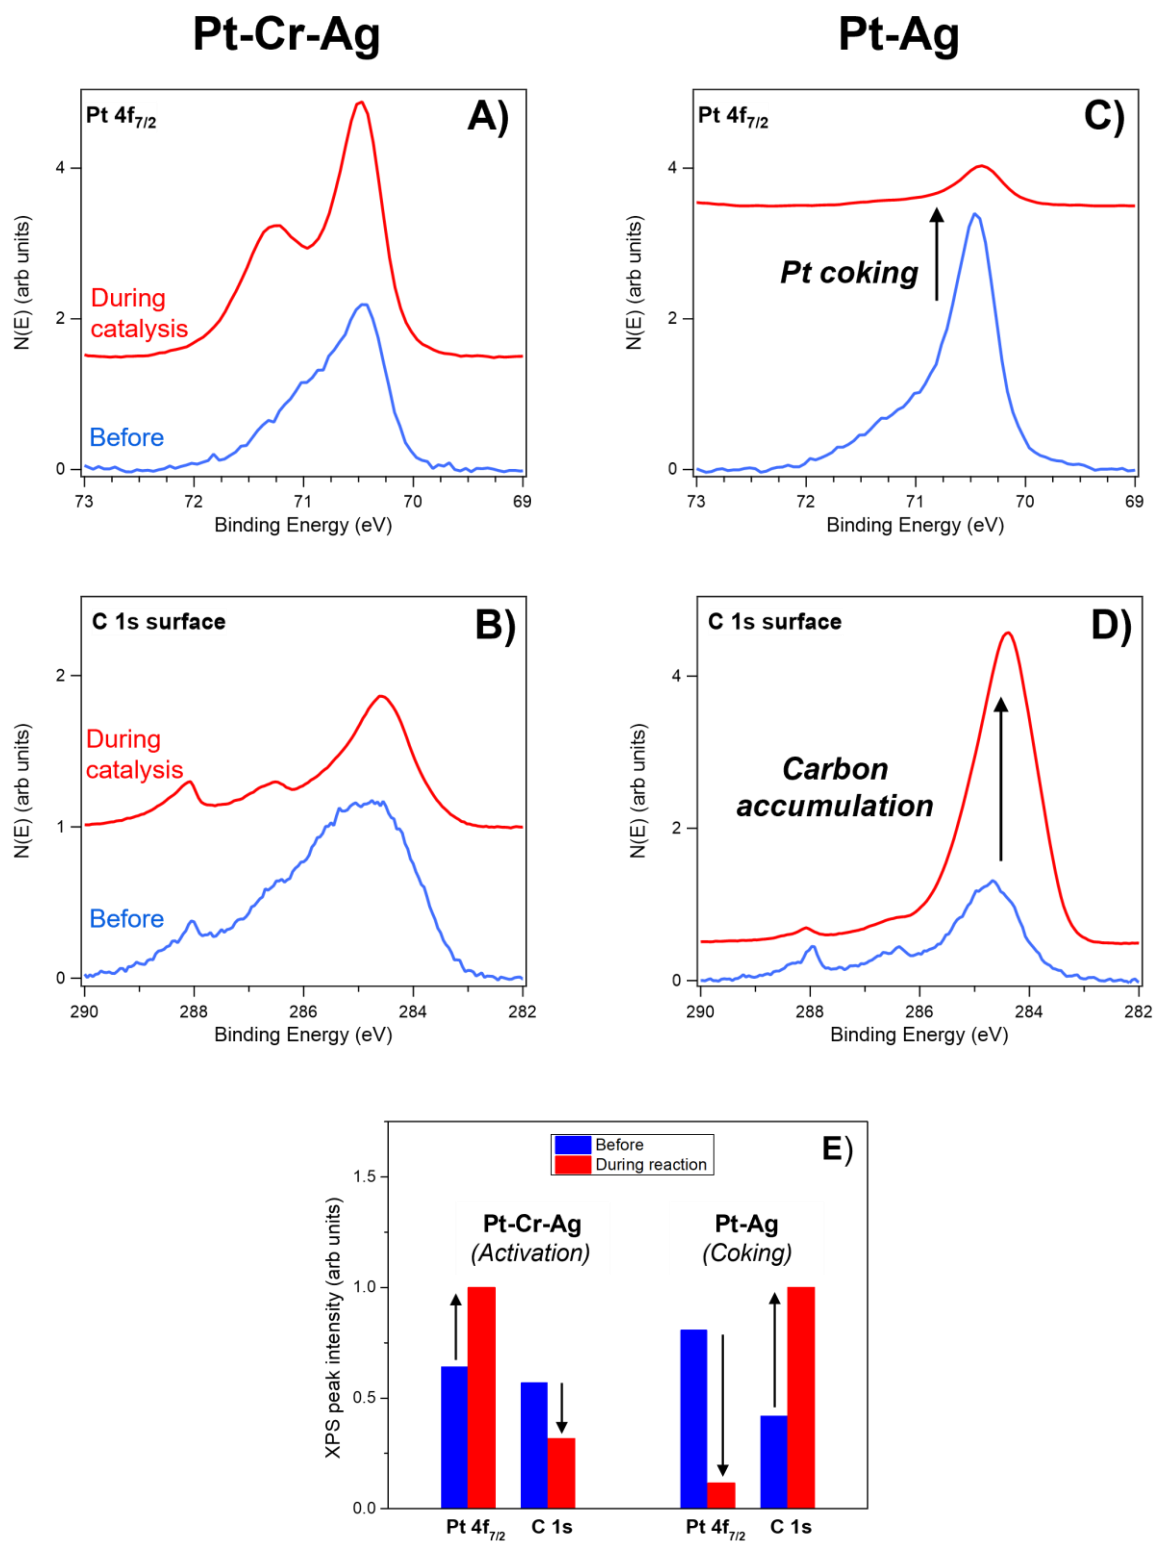 Pt-Cr-Ag
Pt-Ag
Pt 4f7/2
A)
4
2
0
N(E) (arb units)
During
catalysis
Before
73
72
71
70
69
Binding Energy (eV)
Pt 4f7/2
C)
4
2
0
N(E) (arb units)
Pt coking
73
72
71
70
69
Binding Energy (eV)
C 1s surface
B)
2
1
0
N(E) (arb units)
During
catalysis
Before
290
288
286
284
282
Binding Energy (eV)
C 1s surface
D)
4
2
0
N(E) (arb units)
Carbon
accumulation
290
288
286
284
282
Binding Energy (eV)
E)
Before
During reaction
1.5
1.0
0.5
0.0
XPS peak intensity (arb units)
Pt-Cr-Ag
(Activation)
Pt-Ag
(Coking)
Pt 4f7/2
C 1s
Pt 4f7/2
C 1s